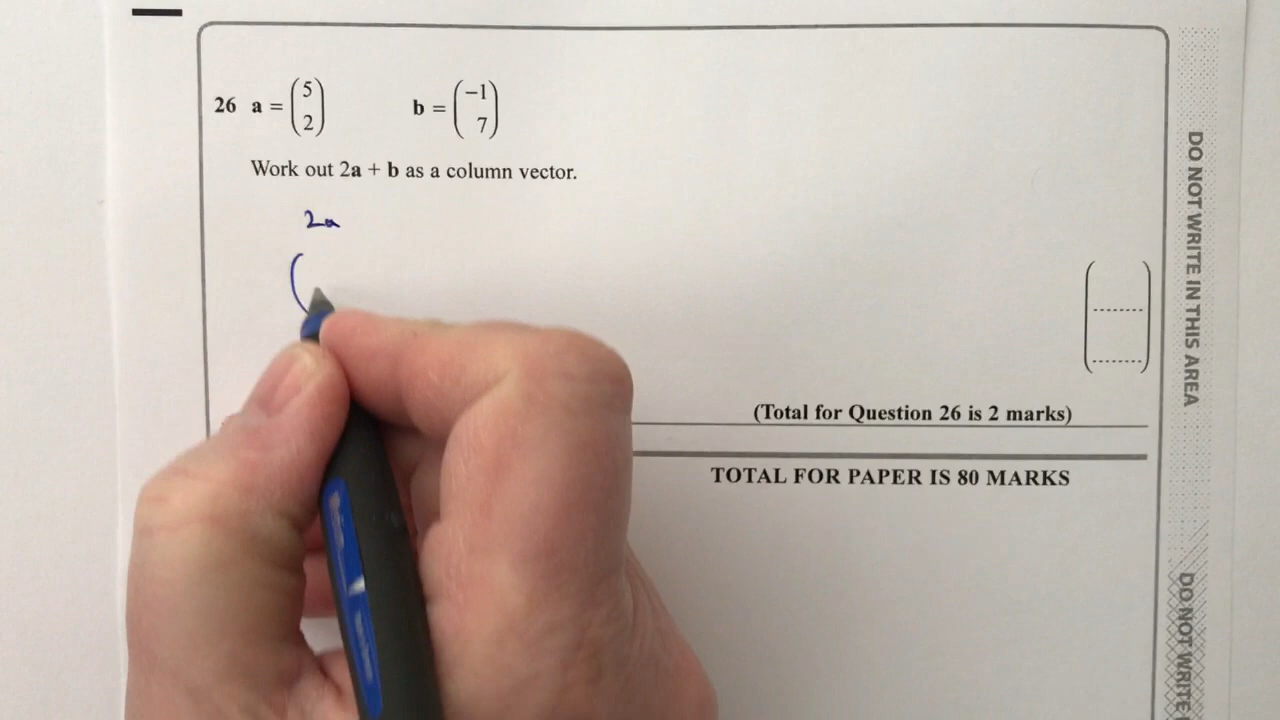 26 a = (5 2) b = (−1 7)
Work out 2a + b as a column vector.
2a
(
(Total for Question 26 is 2 marks)
TOTAL FOR PAPER IS 80 MARKS
DO NOT WRITE IN THIS AREA
DO NOT WRITE